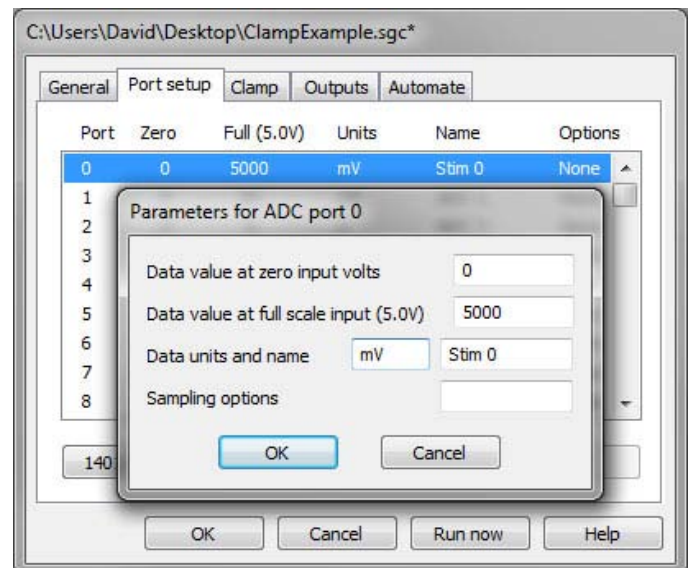 C:\Users\David\Desktop\ClampExample.sgc*
General Port setup Clamp Outputs Automate
Port Zero Full (5.0V) Units Name Options
0 0 5000 mV Stim 0 None
1
2
3
4
5
6
7
8
Parameters for ADC port 0
Data value at zero input volts 0
Data value at full scale input (5.0V) 5000
Data units and name mV Stim 0
Sampling options
OK Cancel
140
OK Cancel Run now Help